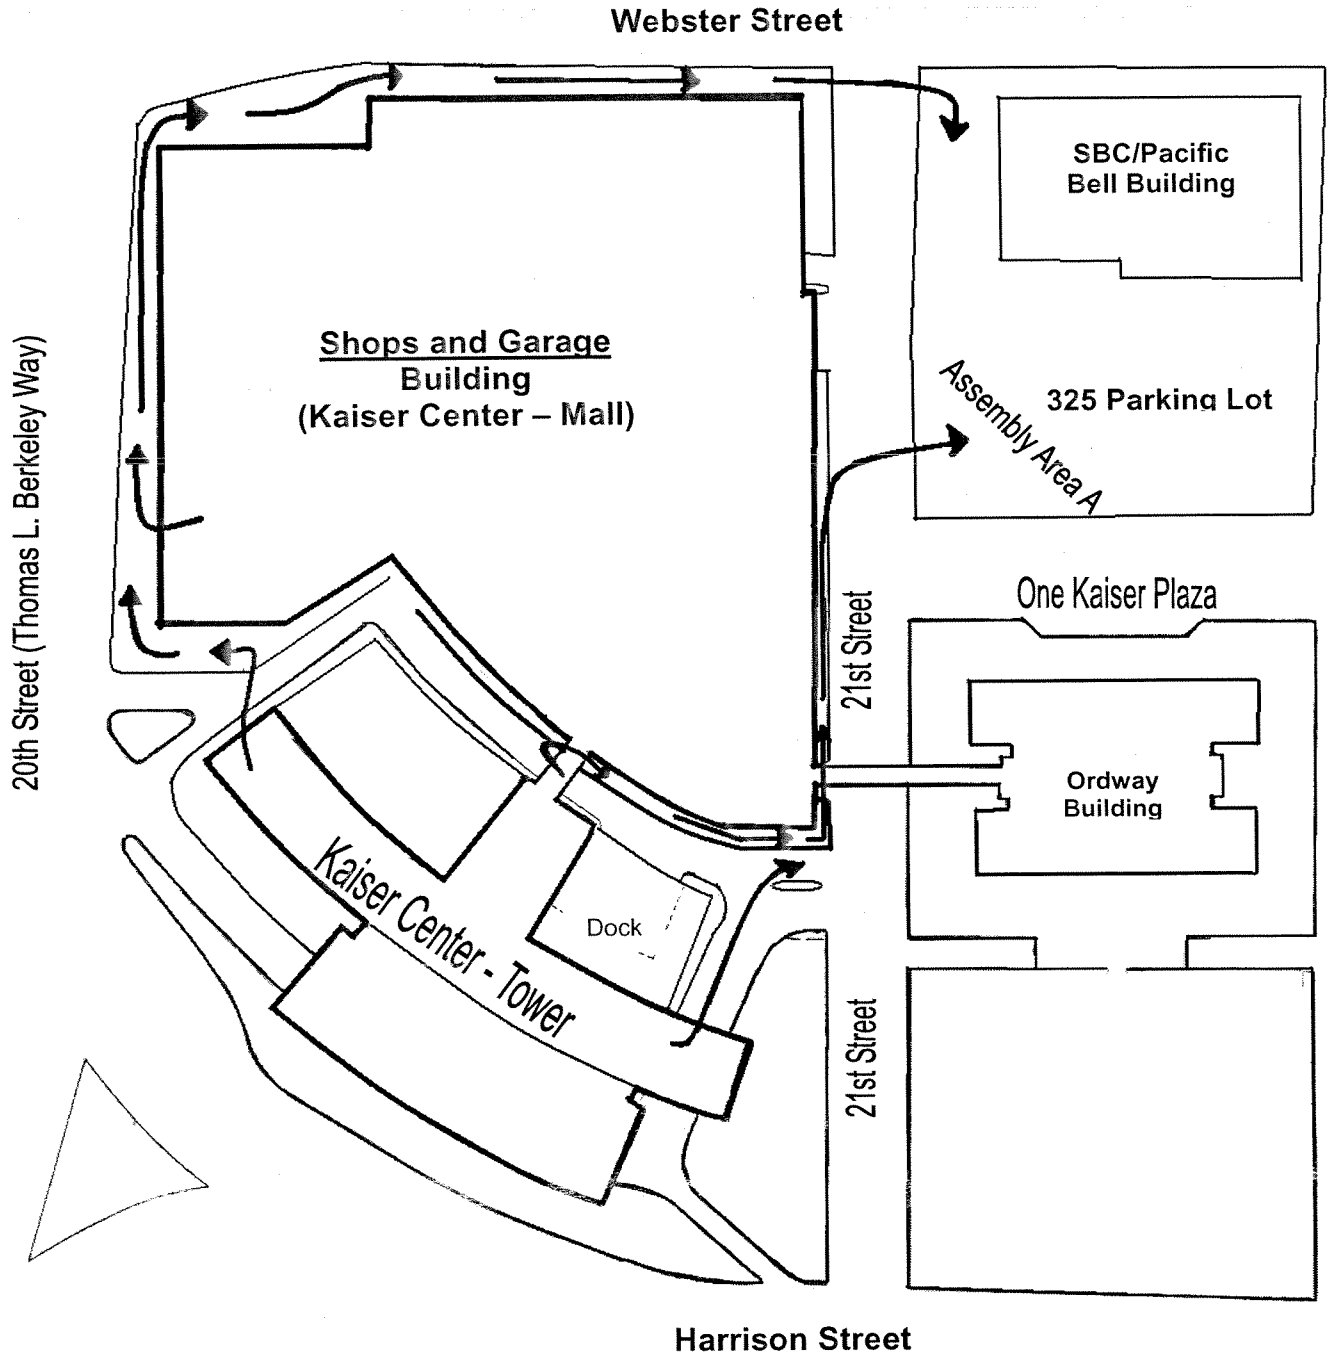 Webster Street
SBC/Pacific
Bell Building
Shops and Garage
Building
(Kaiser Center – Mall)
325 Parking Lot
Assembly Area A
20th Street (Thomas L. Berkeley Way)
21st Street
One Kaiser Plaza
Ordway
Building
Kaiser Center - Tower
Dock
21st Street
Harrison Street